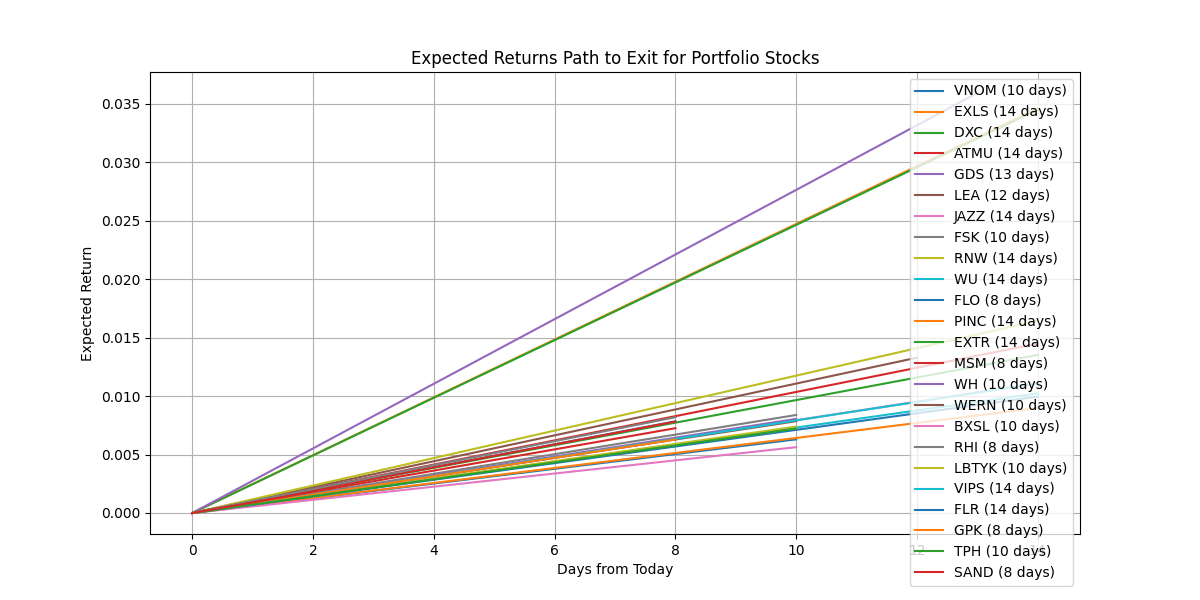 Expected Returns Path to Exit for Portfolio Stocks
0.035
0.030
0.025
0.020
0.015
0.010
0.005
0.000
Expected Return
0 2 4 6 8 10 12 14
Days from Today
VNOM (10 days)
EXLS (14 days)
DXC (14 days)
ATMU (14 days)
GDS (13 days)
LEA (12 days)
JAZZ (14 days)
FSK (10 days)
RNW (14 days)
WU (14 days)
FLO (8 days)
PINC (14 days)
EXTR (14 days)
MSM (8 days)
WH (10 days)
WERN (10 days)
BXSL (10 days)
RHI (8 days)
LBTYK (10 days)
VIPS (14 days)
FLR (14 days)
GPK (8 days)
TPH (10 days)
SAND (8 days)